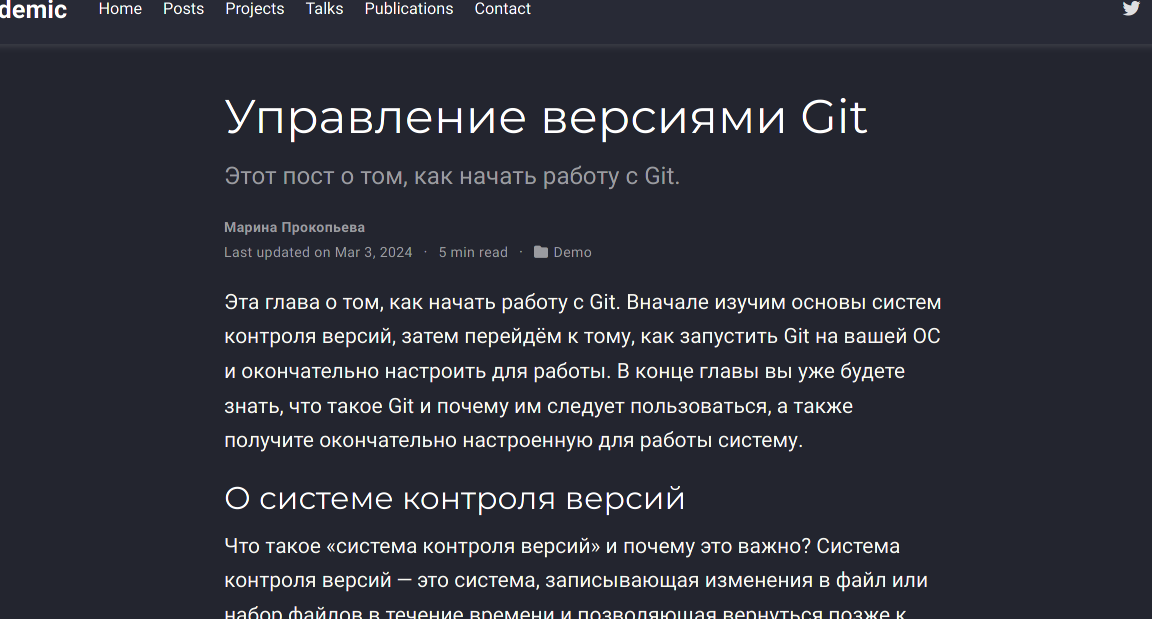 demic Home Posts Projects Talks Publications Contact
Управление версиями Git
Этот пост о том, как начать работу с Git.
Марина Прокопьева
Last updated on Mar 3, 2024 · 5 min read · Demo
Эта глава о том, как начать работу с Git. Вначале изучим основы систем
контроля версий, затем перейдём к тому, как запустить Git на вашей ОС
и окончательно настроить для работы. В конце главы вы уже будете
знать, что такое Git и почему им следует пользоваться, а также
получите окончательно настроенную для работы систему.
О системе контроля версий
Что такое «система контроля версий» и почему это важно? Система
контроля версий — это система, записывающая изменения в файл или
набор файлов в течение времени и позволяющая вернуться позже к